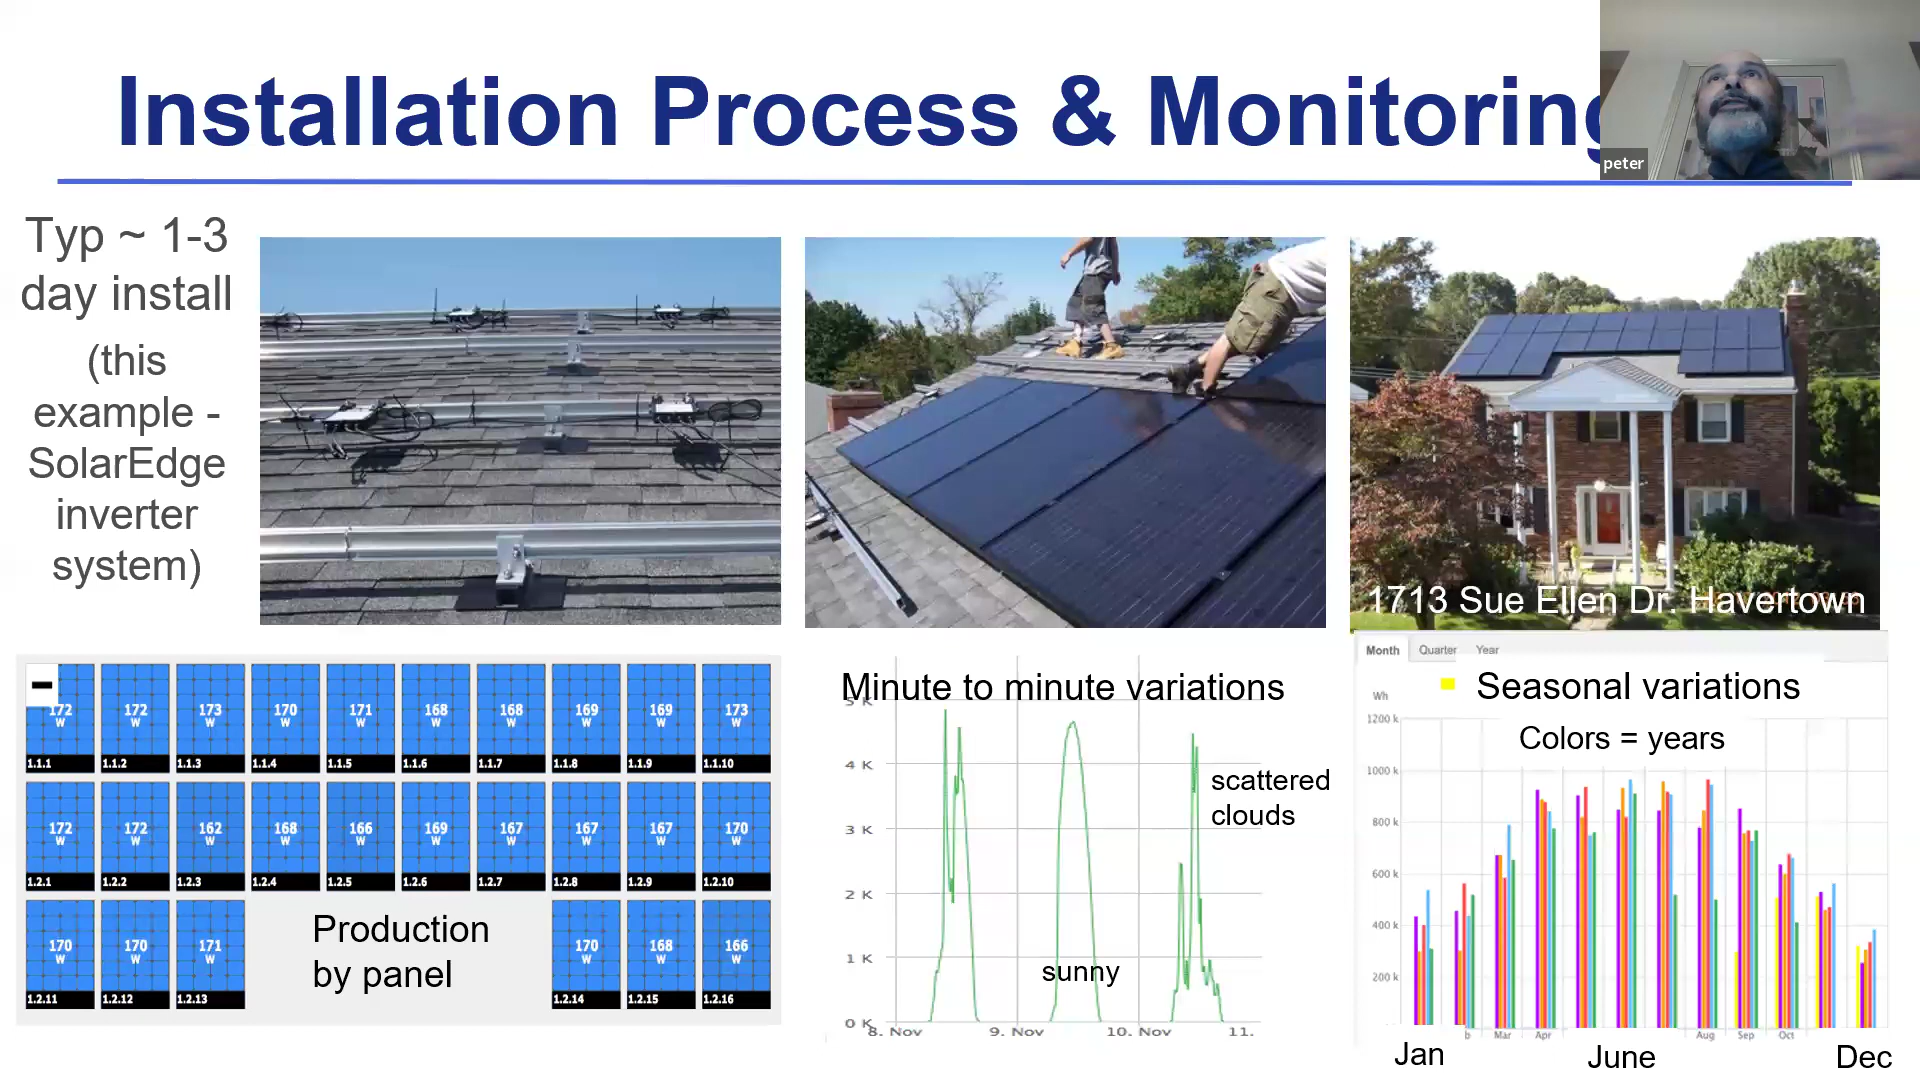 Installation Process & Monitoring
peter
Typ ~ 1-3
day install
(this
example -
SolarEdge
inverter
system)
1713 Sue Ellen Dr. Havertown
172 W 172 W 173 W 170 W 171 W 168 W 168 W 169 W 169 W 173 W
1.1.1 1.1.2 1.1.3 1.1.4 1.1.5 1.1.6 1.1.7 1.1.8 1.1.9 1.1.10
172 W 172 W 162 W 168 W 166 W 169 W 167 W 167 W 167 W 170 W
1.2.1 1.2.2 1.2.3 1.2.4 1.2.5 1.2.6 1.2.7 1.2.8 1.2.9 1.2.10
170 W 170 W 171 W 170 W 168 W 166 W
1.2.11 1.2.12 1.2.13 1.2.14 1.2.15 1.2.16
Production
by panel
Minute to minute variations
5 K
4 K
3 K
2 K
1 K
0 K
scattered
clouds
sunny
8. Nov 9. Nov 10. Nov 11.
Month Quarter Year
Seasonal variations
Colors = years
Wh
1200 k
1000 k
800 k
600 k
400 k
200 k
b Mar Apr Aug Sep Oct
Jan June Dec